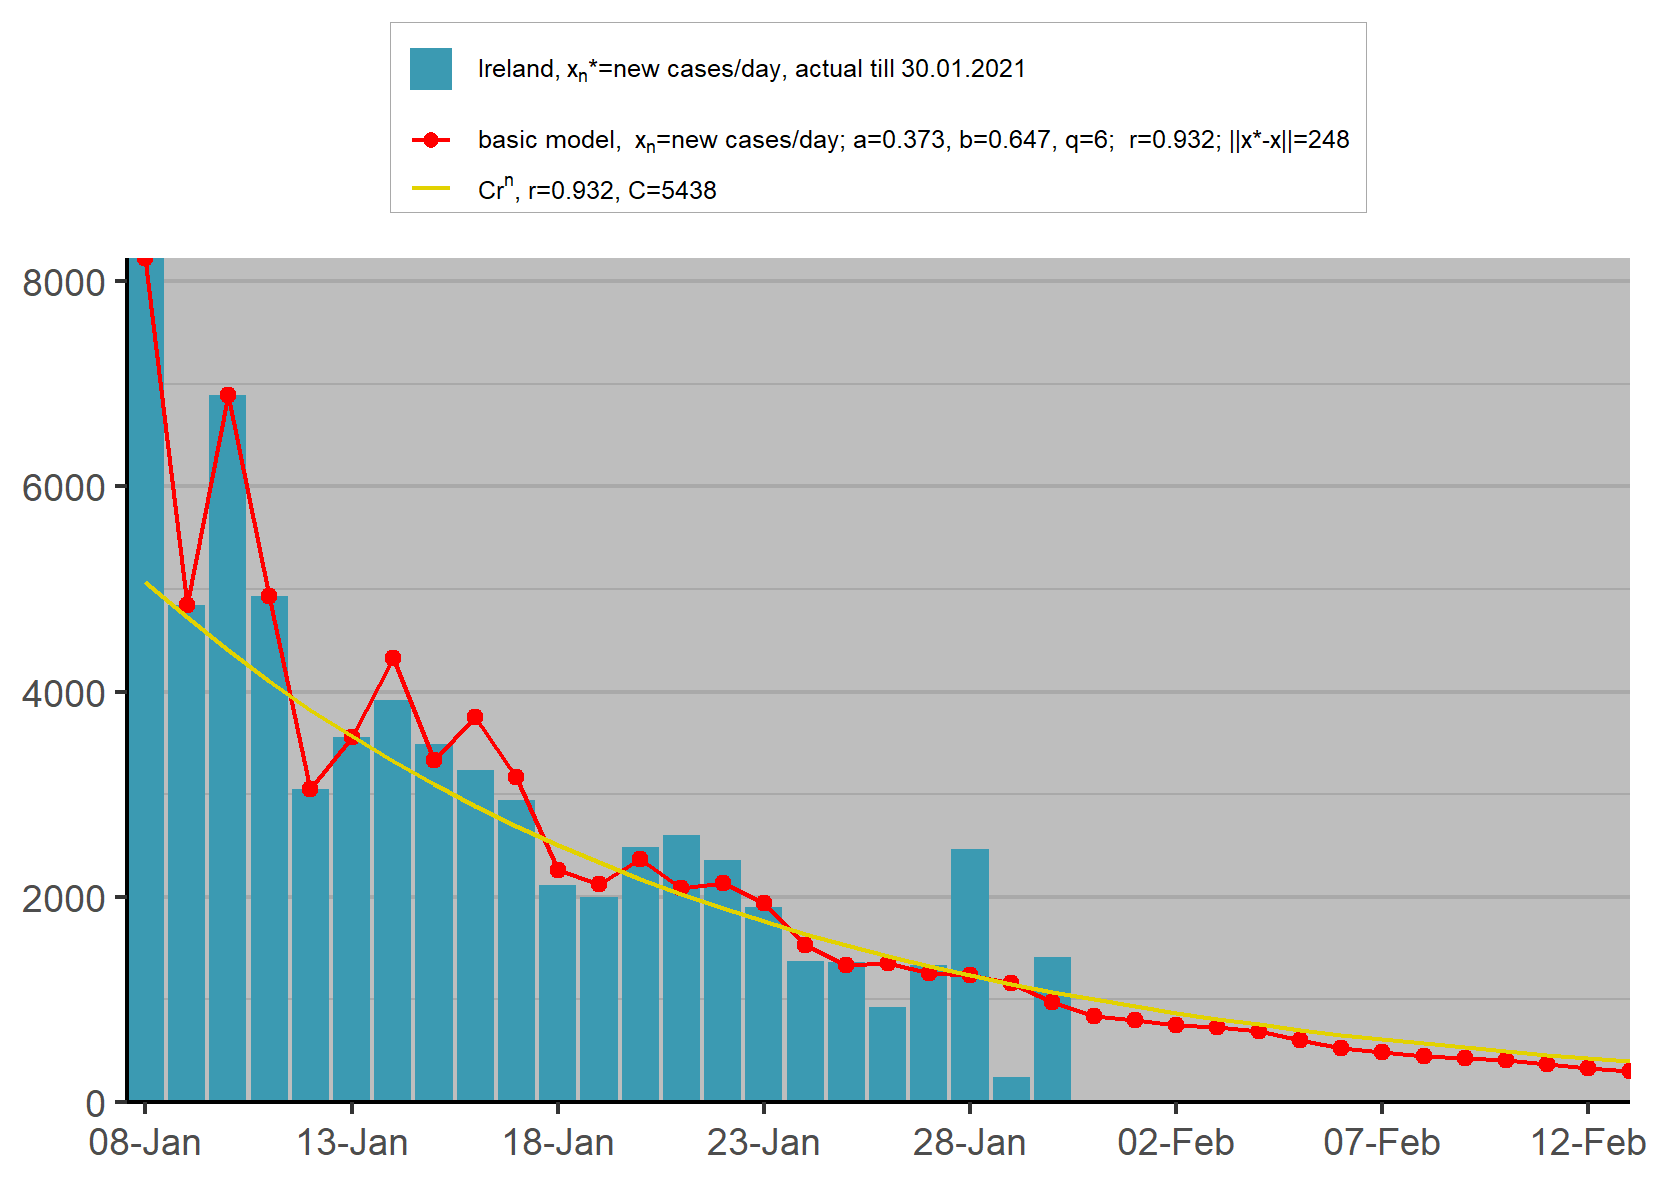 Ireland, xn*=new cases/day, actual till 30.01.2021
basic model,  xn=new cases/day; a=0.373, b=0.647, q=6;  r=0.932; ||x*-x||=248
Crⁿ, r=0.932, C=5438
8000
6000
4000
2000
0
08-Jan 13-Jan 18-Jan 23-Jan 28-Jan 02-Feb 07-Feb 12-Feb